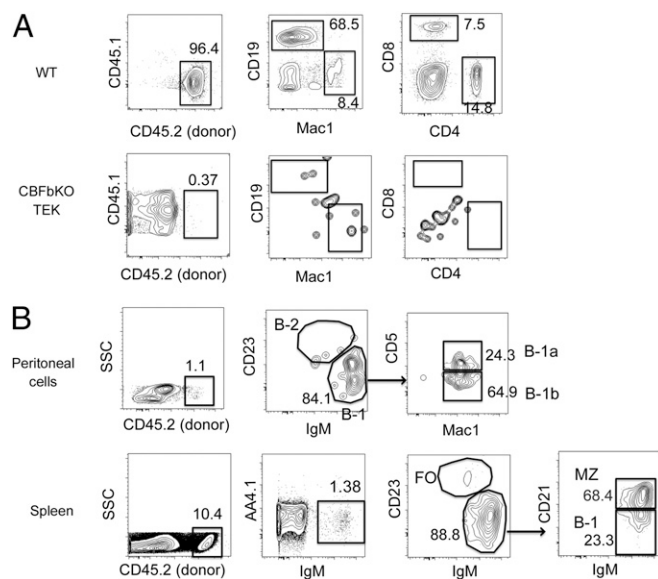 A
WT
CD45.1
96.4
CD45.2 (donor)
CD19
68.5
8.4
Mac1
CD8
7.5
14.8
CD4
CBFbKO
TEK
CD45.1
0.37
CD45.2 (donor)
CD19
Mac1
CD8
CD4
B
Peritoneal
cells
SSC
1.1
CD45.2 (donor)
CD23
B-2
84.1
B-1
IgM
CD5
24.3 B-1a
64.9 B-1b
Mac1
Spleen
SSC
10.4
CD45.2 (donor)
AA4.1
1.38
IgM
CD23
FO
88.8
IgM
CD21
MZ
68.4
B-1
23.3
IgM